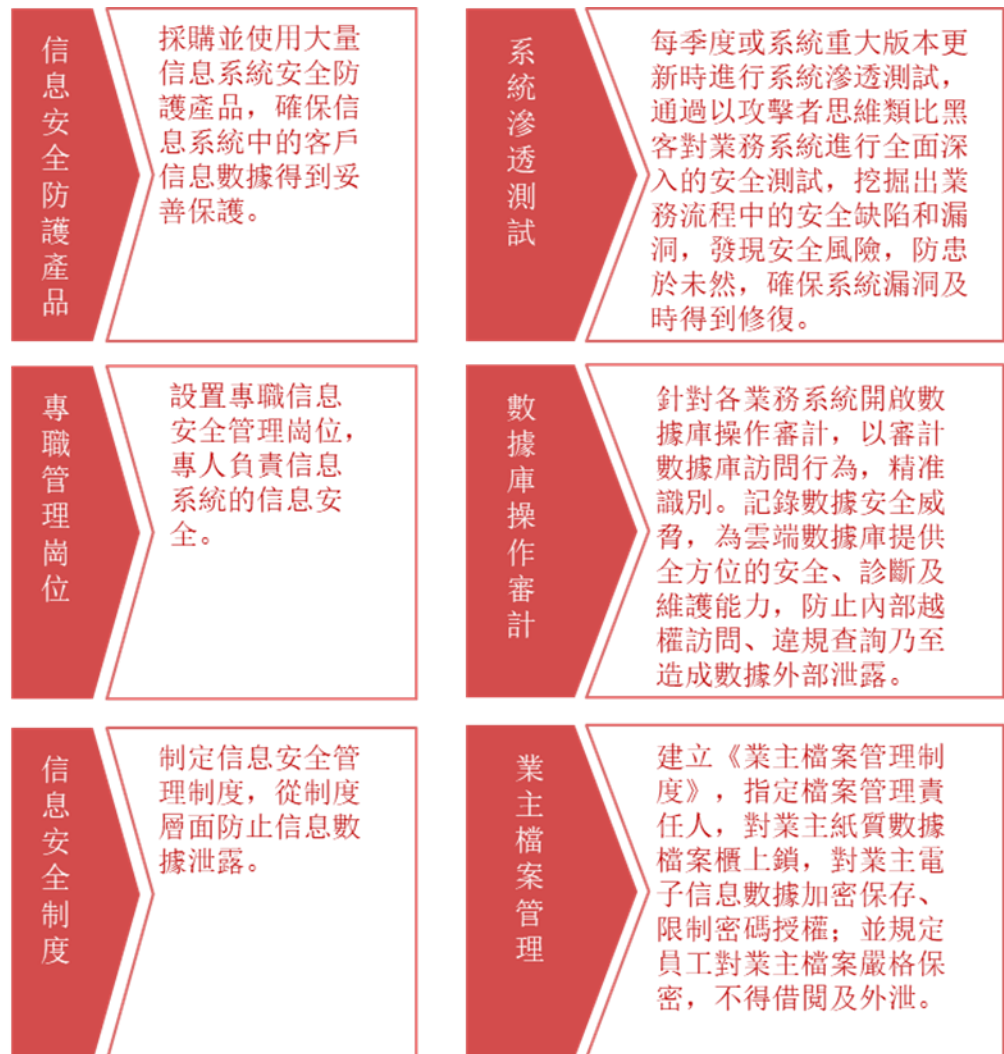 信息安全防護產品
採購並使用大量
信息系統安全防
護產品，確保信
息系統中的客戶
信息數據得到妥
善保護。
系統滲透測試
每季度或系統重大版本更
新時進行系統滲透測試，
通過以攻擊者思維類比黑
客對業務系統進行全面深
入的安全測試，挖掘出業
務流程中的安全缺陷和漏
洞，發現安全風險，防患
於未然，確保系統漏洞及
時得到修復。
專職管理崗位
設置專職信息
安全管理崗位，
專人負責信息
系統的信息安
全。
數據庫操作審計
針對各業務系統開啟數
據庫操作審計，以審計
數據庫訪問行為，精准
識別。記錄數據安全威
脅，為雲端數據庫提供
全方位的安全、診斷及
維護能力，防止內部越
權訪問、違規查詢乃至
造成數據外部泄露。
信息安全制度
制定信息安全管
理制度，從制度
層面防止信息數
據泄露。
業主檔案管理
建立《業主檔案管理制
度》，指定檔案管理責
任人，對業主紙質數據
檔案櫃上鎖，對業主電
子信息數據加密保存、
限制密碼授權；並規定
員工對業主檔案嚴格保
密，不得借閱及外泄。